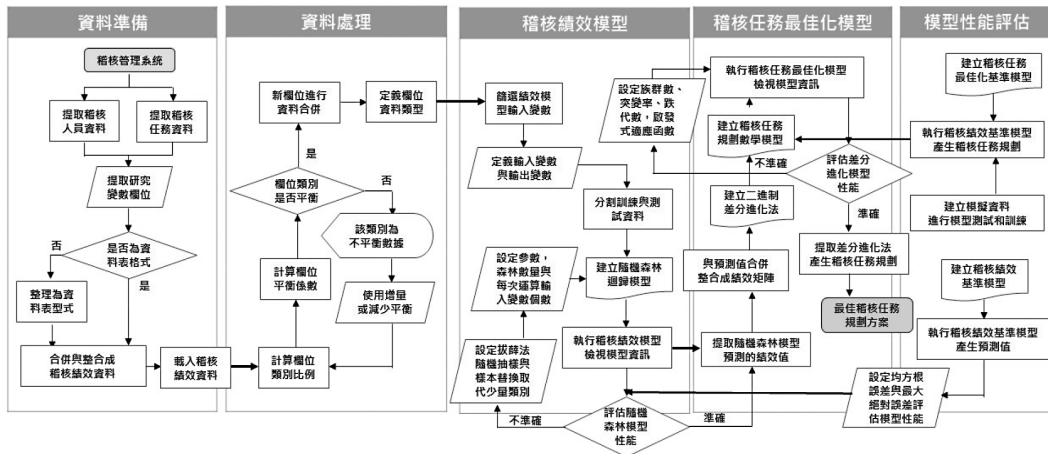 資料準備
資料處理
稽核績效模型
稽核任務最佳化模型
模型性能評估
稽核管理系統
提取稽核
人員資料
提取稽核
任務資料
提取研究
變數欄位
否
是否為資
料表格式
整理為資
料表型式
是
合併與整合成
稽核績效資料
載入稽核
績效資料
新欄位進行
資料合併
定義欄位
資料類型
是
欄位類別
是否平衡
否
該類別為
不平衡數據
計算欄位
平衡係數
使用增量
或減少平衡
計算欄位
類別比例
篩選績效模
型輸入變數
定義輸入變數
與輸出變數
分割訓練與測
試資料
設定參數，
森林數量與
每次運算輸
入變數個數
建立隨機森林
迴歸模型
設定拔薛法
隨機抽樣與
樣本替換取
代少量類別
執行稽核績效模型
檢視模型資訊
不準確
評估隨機
森林模型
性能
準確
設定族群數、
突變率、跌
代數，啟發
式適應函數
執行稽核任務最佳化模型
檢視模型資訊
建立稽核任務
規劃數學模型
不準確
評估差分
進化模型
性能
建立二進制
差分進化法
準確
與預測值合併
整合成績效矩陣
提取差分進化法
產生稽核任務規劃
最佳稽核任務
規劃方案
提取隨機森林模型
預測的績效值
建立稽核任務
最佳化基準模型
執行稽核績效基準模型
產生稽核任務規劃
建立模擬資料
進行模型測試和訓練
建立稽核績效
基準模型
執行稽核績效基準模型
產生預測值
設定均方根
誤差與最大
絕對誤差評
估模型性能